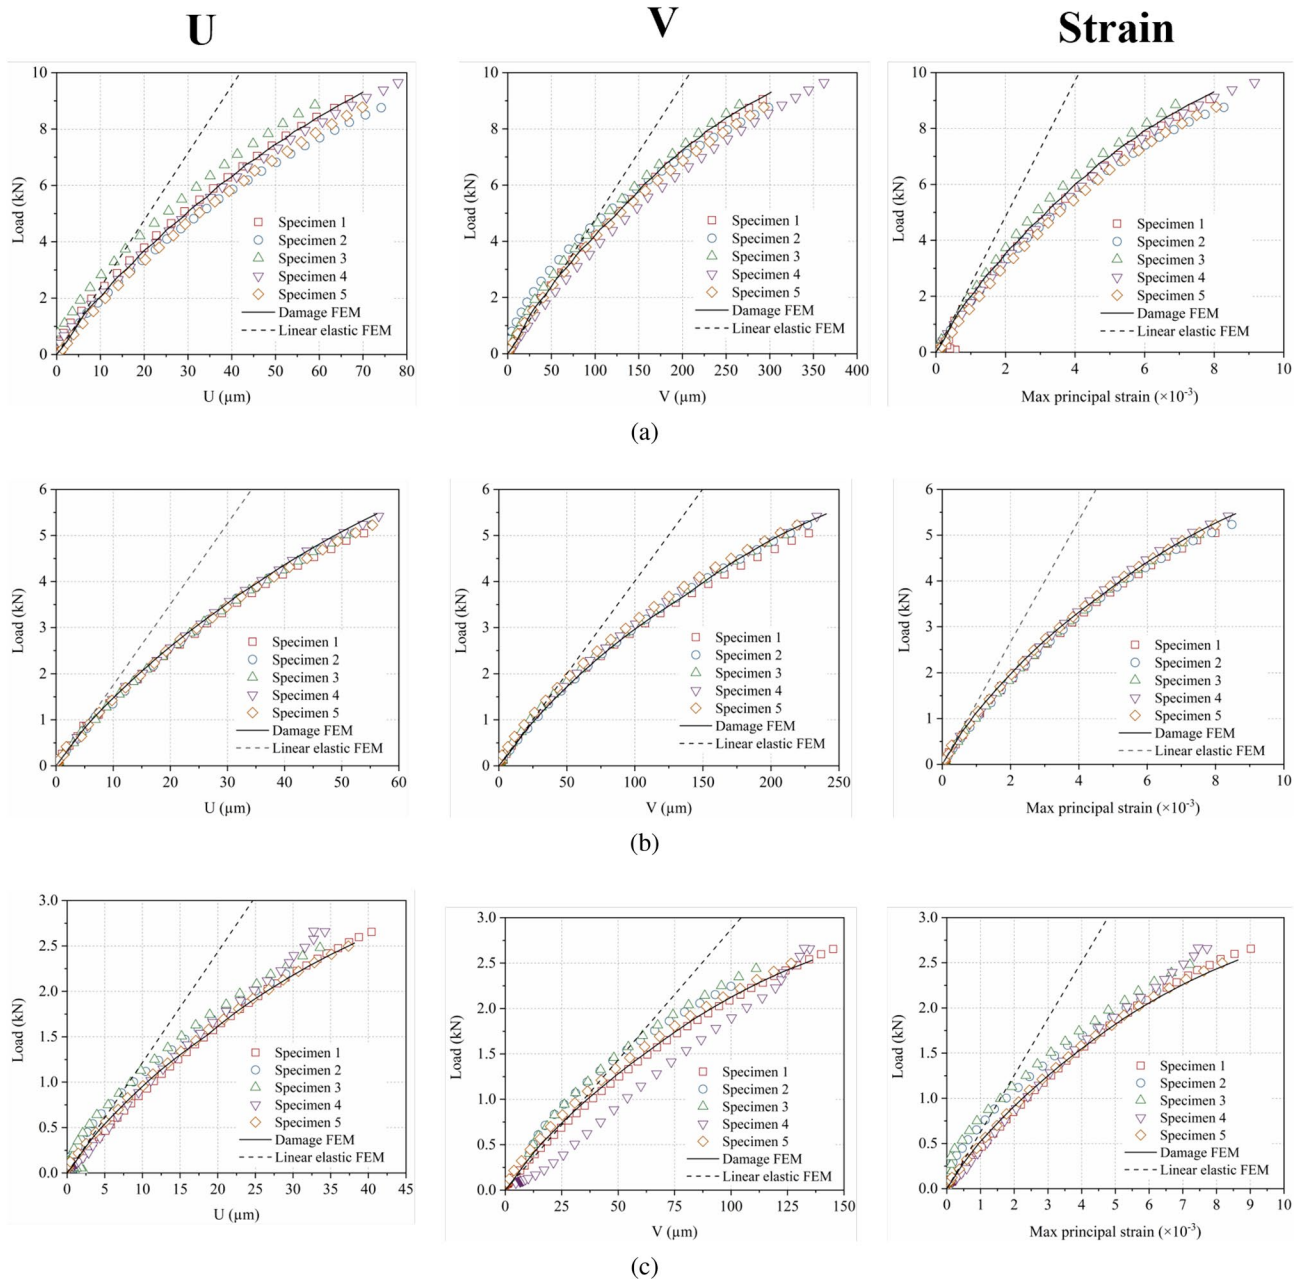 U
V
Strain
10
8
6
4
2
0
Load (kN)
Specimen 1
Specimen 2
Specimen 3
Specimen 4
Specimen 5
Damage FEM
Linear elastic FEM
0 10 20 30 40 50 60 70 80
U (µm)
10
8
6
4
2
0
Load (kN)
Specimen 1
Specimen 2
Specimen 3
Specimen 4
Specimen 5
Damage FEM
Linear elastic FEM
0 50 100 150 200 250 300 350 400
V (µm)
10
8
6
4
2
0
Load (kN)
Specimen 1
Specimen 2
Specimen 3
Specimen 4
Specimen 5
Damage FEM
Linear elastic FEM
0 2 4 6 8 10
Max principal strain (×10⁻³)
(a)
6
5
4
3
2
1
0
Load (kN)
Specimen 1
Specimen 2
Specimen 3
Specimen 4
Specimen 5
Damage FEM
Linear elastic FEM
0 10 20 30 40 50 60
U (µm)
6
5
4
3
2
1
0
Load (kN)
Specimen 1
Specimen 2
Specimen 3
Specimen 4
Specimen 5
Damage FEM
Linear elastic FEM
0 50 100 150 200 250
V (µm)
6
5
4
3
2
1
0
Load (kN)
Specimen 1
Specimen 2
Specimen 3
Specimen 4
Specimen 5
Damage FEM
Linear elastic FEM
0 2 4 6 8 10
Max principal strain (×10⁻³)
(b)
3.0
2.5
2.0
1.5
1.0
0.5
0.0
Load (kN)
Specimen 1
Specimen 2
Specimen 3
Specimen 4
Specimen 5
Damage FEM
Linear elastic FEM
0 5 10 15 20 25 30 35 40 45
U (µm)
3.0
2.5
2.0
1.5
1.0
0.5
0.0
Load (kN)
Specimen 1
Specimen 2
Specimen 3
Specimen 4
Specimen 5
Damage FEM
Linear elastic FEM
0 25 50 75 100 125 150
V (µm)
3.0
2.5
2.0
1.5
1.0
0.5
0.0
Load (kN)
Specimen 1
Specimen 2
Specimen 3
Specimen 4
Specimen 5
Damage FEM
Linear elastic FEM
0 1 2 3 4 5 6 7 8 9 10
Max principal strain (×10⁻³)
(c)